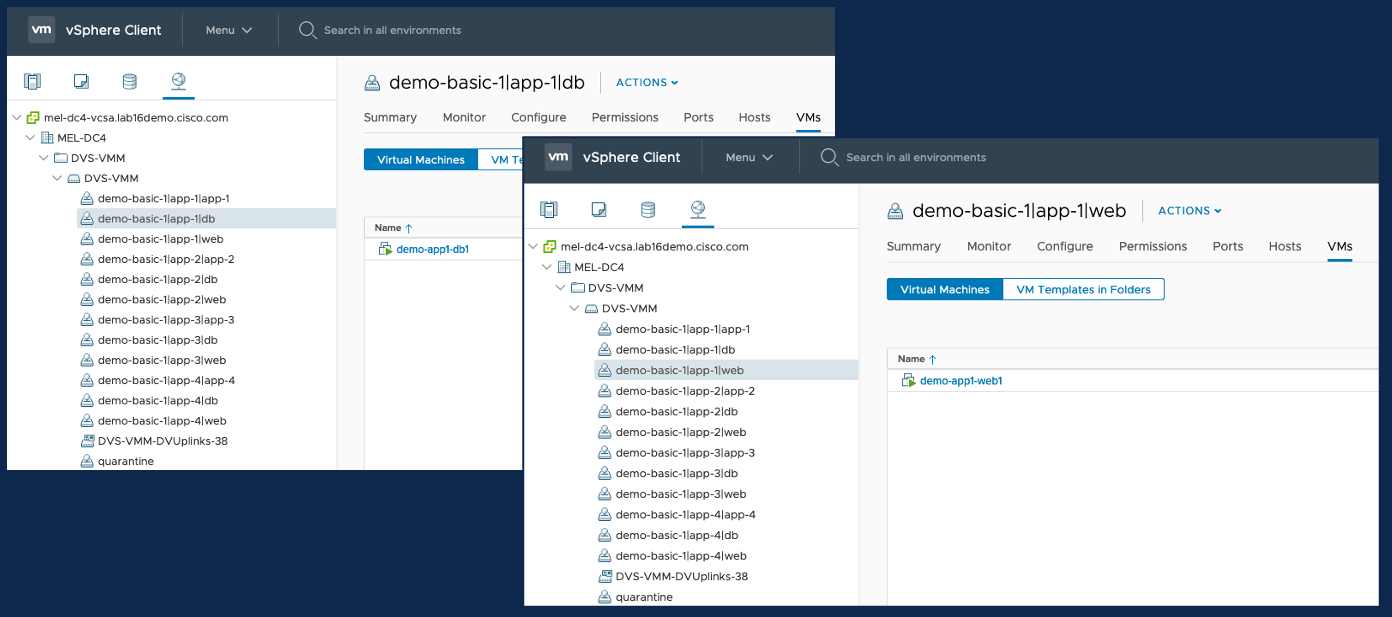 vm vSphere Client Menu Search in all environments
demo-basic-1|app-1|db ACTIONS
Summary Monitor Configure Permissions Ports Hosts VMs
Virtual Machines VM Te
Name
demo-app1-db1
mel-dc4-vcsa.lab16demo.cisco.com
MEL-DC4
DVS-VMM
DVS-VMM
demo-basic-1|app-1|app-1
demo-basic-1|app-1|db
demo-basic-1|app-1|web
demo-basic-1|app-2|app-2
demo-basic-1|app-2|db
demo-basic-1|app-2|web
demo-basic-1|app-3|app-3
demo-basic-1|app-3|db
demo-basic-1|app-3|web
demo-basic-1|app-4|app-4
demo-basic-1|app-4|db
demo-basic-1|app-4|web
DVS-VMM-DVUplinks-38
quarantine
vm vSphere Client Menu Search in all environments
demo-basic-1|app-1|web ACTIONS
Summary Monitor Configure Permissions Ports Hosts VMs
Virtual Machines VM Templates in Folders
Name
demo-app1-web1
mel-dc4-vcsa.lab16demo.cisco.com
MEL-DC4
DVS-VMM
DVS-VMM
demo-basic-1|app-1|app-1
demo-basic-1|app-1|db
demo-basic-1|app-1|web
demo-basic-1|app-2|app-2
demo-basic-1|app-2|db
demo-basic-1|app-2|web
demo-basic-1|app-3|app-3
demo-basic-1|app-3|db
demo-basic-1|app-3|web
demo-basic-1|app-4|app-4
demo-basic-1|app-4|db
demo-basic-1|app-4|web
DVS-VMM-DVUplinks-38
quarantine